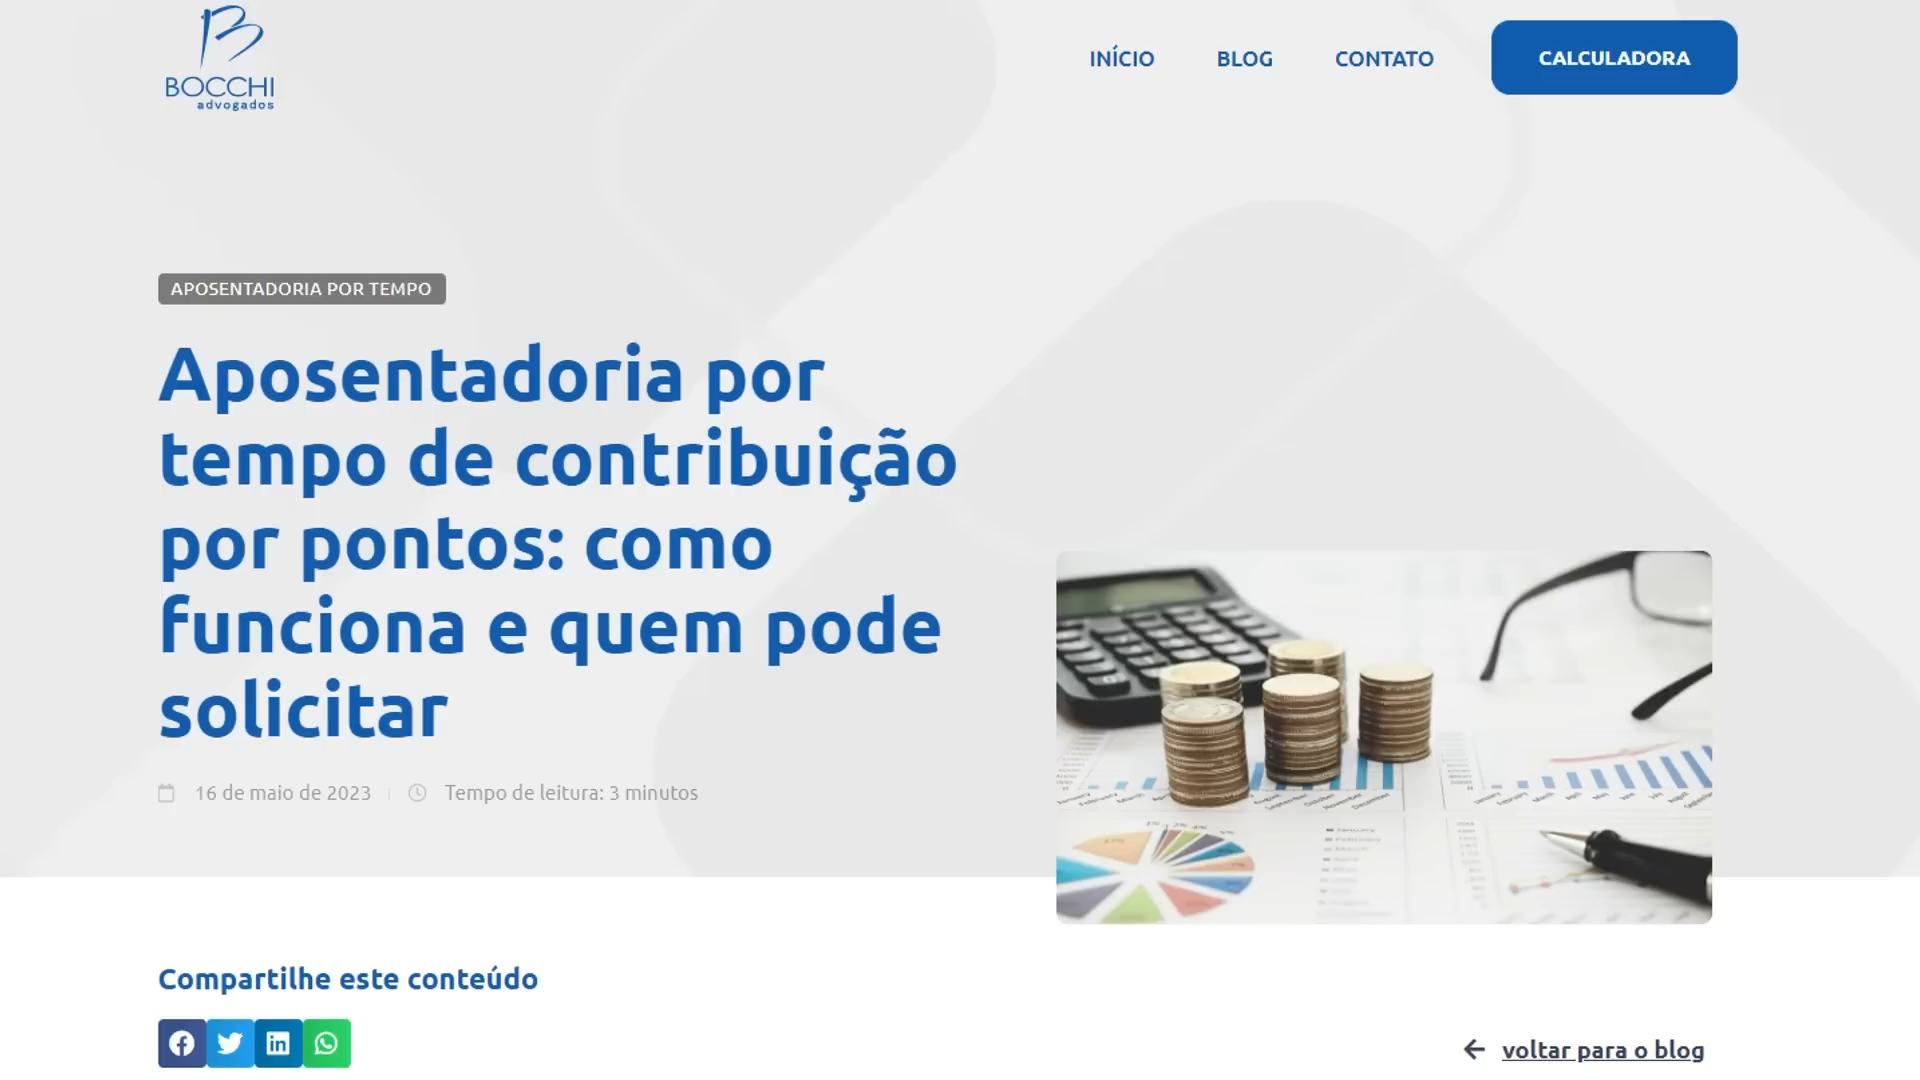 BOCCHI
advogados
INÍCIO
BLOG
CONTATO
CALCULADORA
APOSENTADORIA POR TEMPO
Aposentadoria por
tempo de contribuição
por pontos: como
funciona e quem pode
solicitar
16 de maio de 2023
Tempo de leitura: 3 minutos
Compartilhe este conteúdo
voltar para o blog